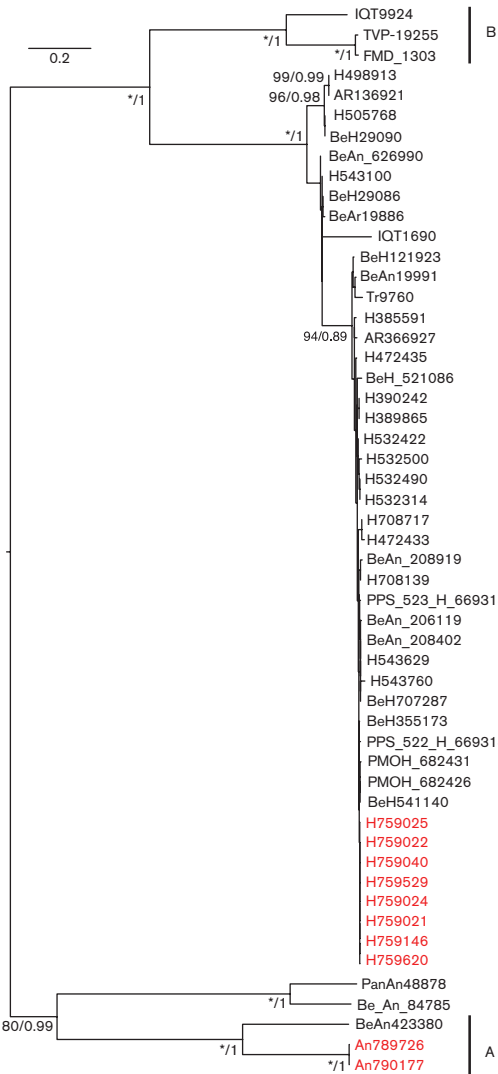 IQT9924
B
TVP-19255
*/1
*/1
FMD_1303
0.2
H498913
99/0.99
AR136921
96/0.98
*/1
H505768
*/1
BeH29090
BeAn_626990
H543100
BeH29086
BeAr19886
IQT1690
BeH121923
BeAn19991
Tr9760
H385591
94/0.89
AR366927
H472435
BeH_521086
H390242
H389865
H532422
H532500
H532490
H532314
H708717
H472433
BeAn_208919
H708139
PPS_523_H_66931
BeAn_206119
BeAn_208402
H543629
H543760
BeH707287
BeH355173
PPS_522_H_66931
PMOH_682431
PMOH_682426
BeH541140
H759025
H759022
H759040
H759529
H759024
H759021
H759146
H759620
PanAn48878
*/1
Be_An_84785
80/0.99
BeAn423380
*/1
An789726
A
*/1
An790177